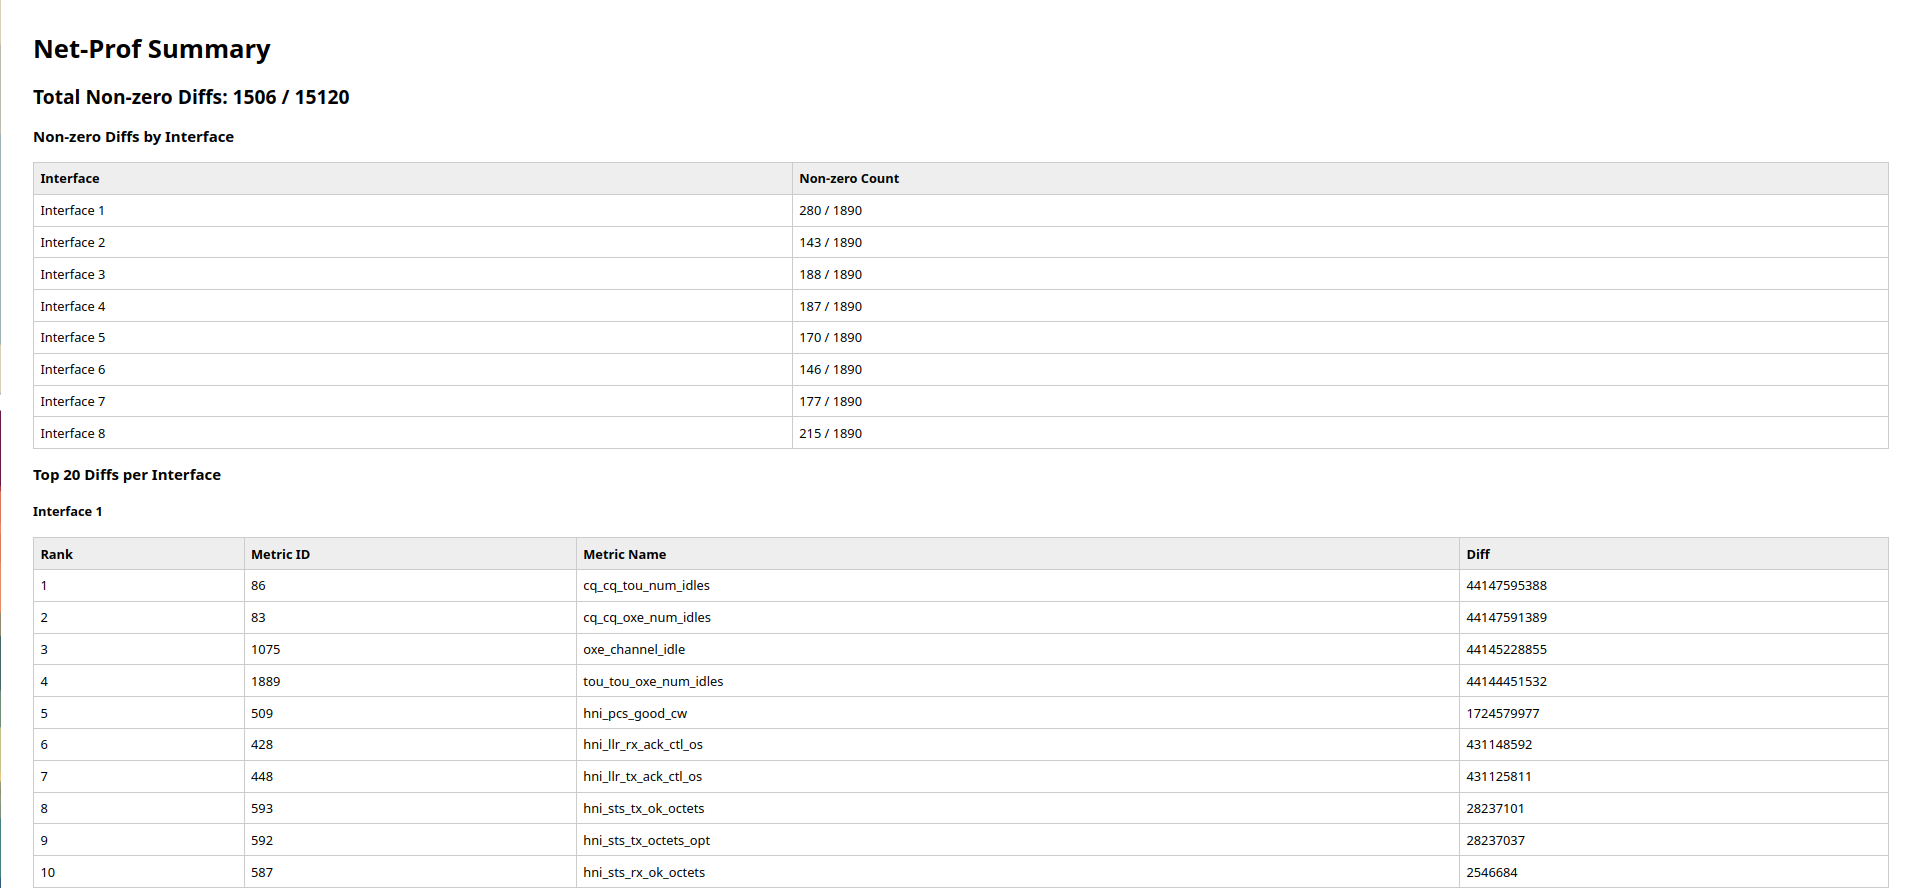 Net-Prof Summary
Total Non-zero Diffs: 1506 / 15120
Non-zero Diffs by Interface
Interface Non-zero Count
Interface 1 280 / 1890
Interface 2 143 / 1890
Interface 3 188 / 1890
Interface 4 187 / 1890
Interface 5 170 / 1890
Interface 6 146 / 1890
Interface 7 177 / 1890
Interface 8 215 / 1890
Top 20 Diffs per Interface
Interface 1
Rank Metric ID Metric Name Diff
1 86 cq_cq_tou_num_idles 44147595388
2 83 cq_cq_oxe_num_idles 44147591389
3 1075 oxe_channel_idle 44145228855
4 1889 tou_tou_oxe_num_idles 44144451532
5 509 hni_pcs_good_cw 1724579977
6 428 hni_llr_rx_ack_ctl_os 431148592
7 448 hni_llr_tx_ack_ctl_os 431125811
8 593 hni_sts_tx_ok_octets 28237101
9 592 hni_sts_tx_octets_opt 28237037
10 587 hni_sts_rx_ok_octets 2546684